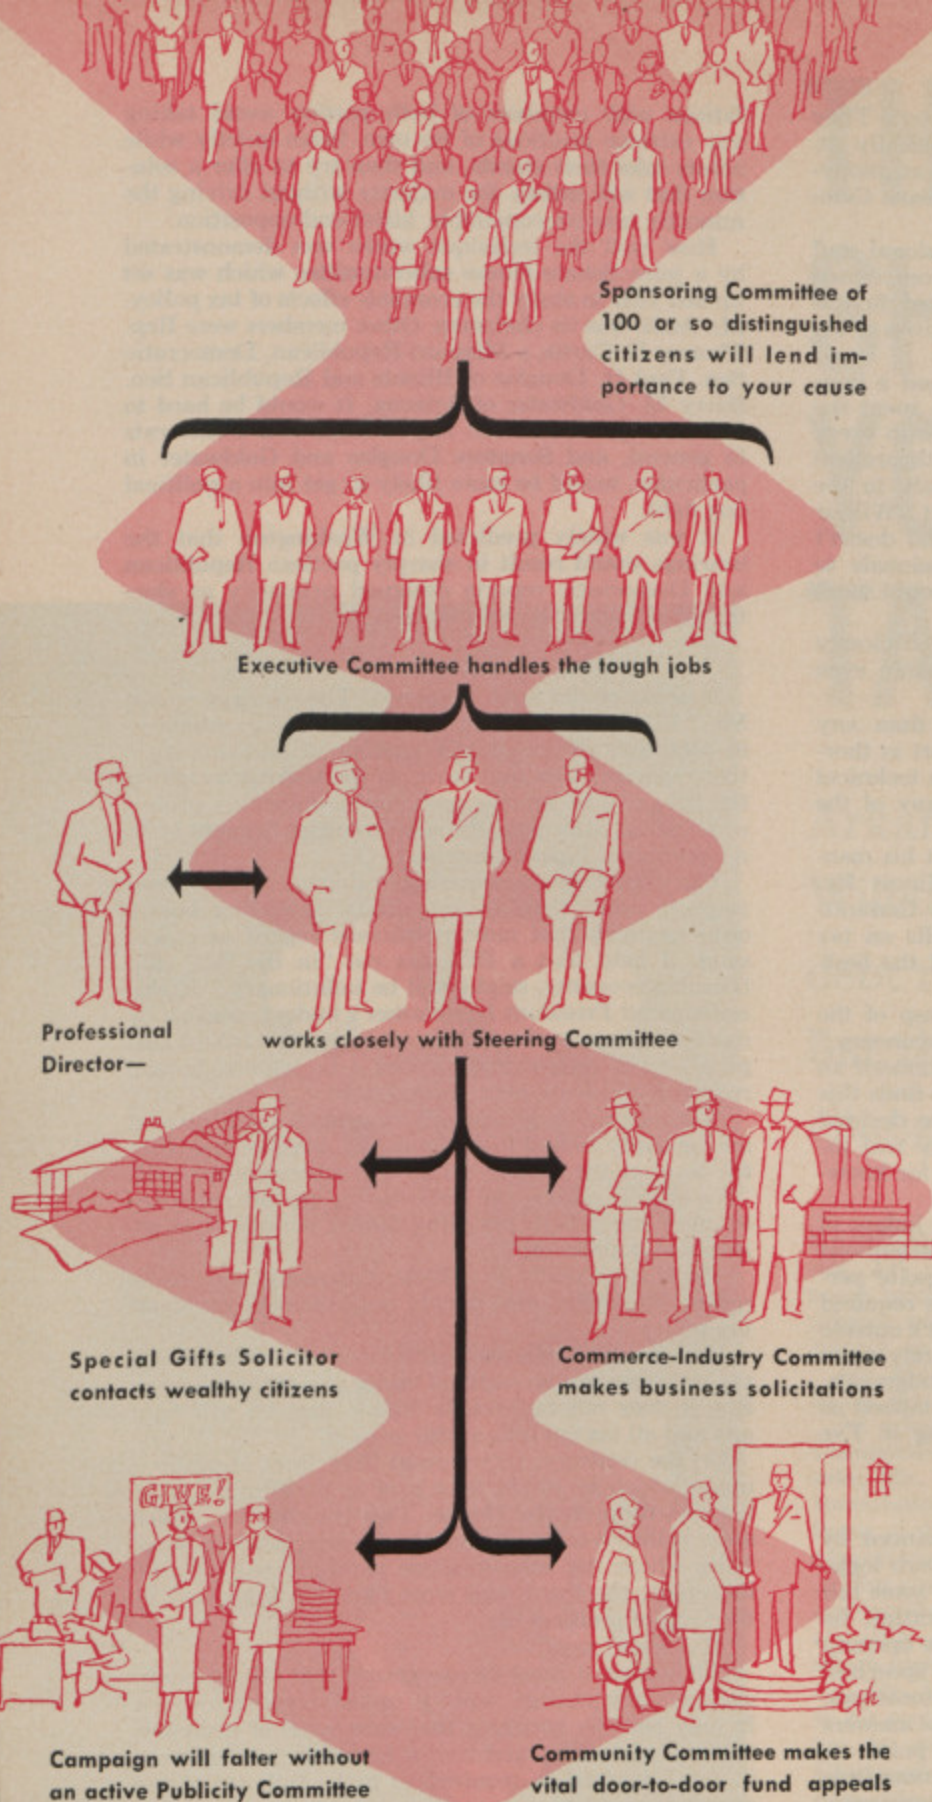 Sponsoring Committee of
100 or so distinguished
citizens will lend im-
portance to your cause
Executive Committee handles the tough jobs
Professional
Director—
works closely with Steering Committee
Special Gifts Solicitor
contacts wealthy citizens
Commerce-Industry Committee
makes business solicitations
GIVE!
Campaign will falter without
an active Publicity Committee
Community Committee makes the
vital door-to-door fund appeals